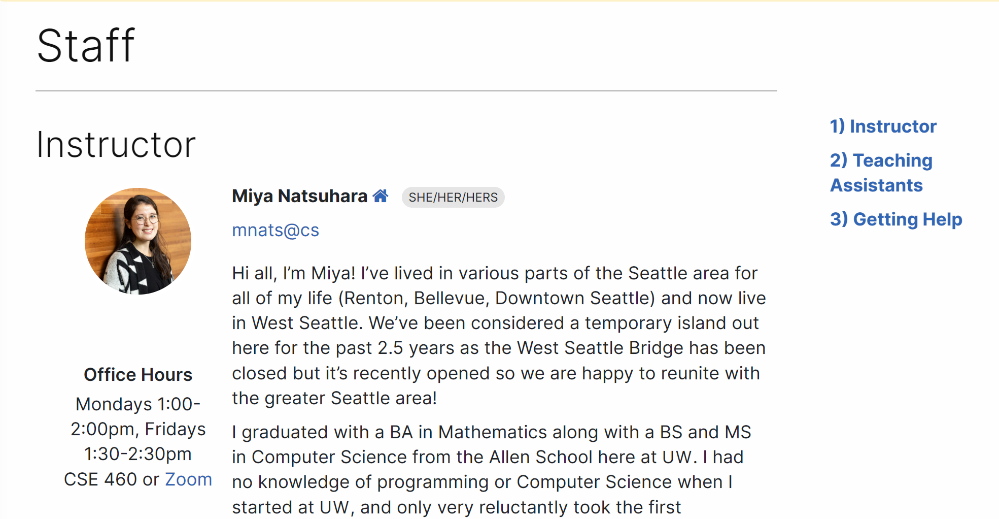 Staff
Instructor
Miya Natsuhara SHE/HER/HERS
mnats@cs
Hi all, I’m Miya! I’ve lived in various parts of the Seattle area for
all of my life (Renton, Bellevue, Downtown Seattle) and now live
in West Seattle. We’ve been considered a temporary island out
here for the past 2.5 years as the West Seattle Bridge has been
closed but it’s recently opened so we are happy to reunite with
the greater Seattle area!
I graduated with a BA in Mathematics along with a BS and MS
in Computer Science from the Allen School here at UW. I had
no knowledge of programming or Computer Science when I
started at UW, and only very reluctantly took the first
Office Hours
Mondays 1:00-
2:00pm, Fridays
1:30-2:30pm
CSE 460 or Zoom
1) Instructor
2) Teaching
Assistants
3) Getting Help